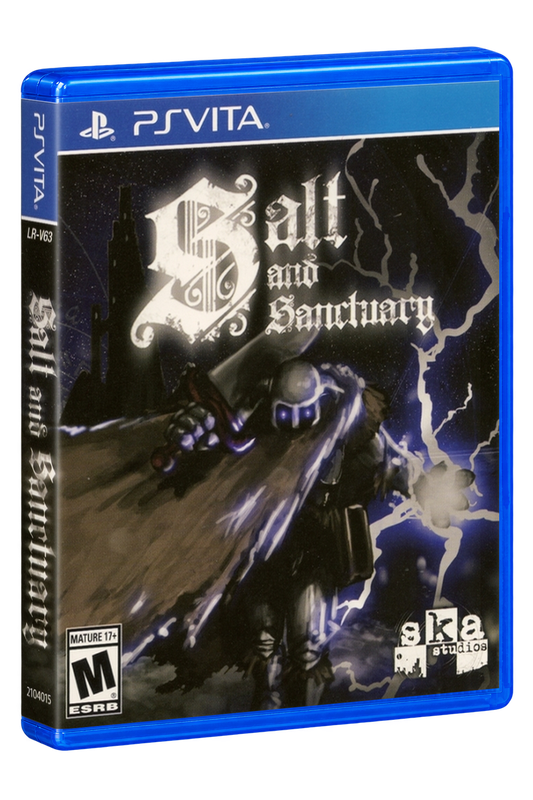 PSVITA
LR-V63
Salt and Sanctuary
2104015
PSVITA®
Salt
and
Sanctuary
MATURE 17+
M
®
ESRB
ska
studios